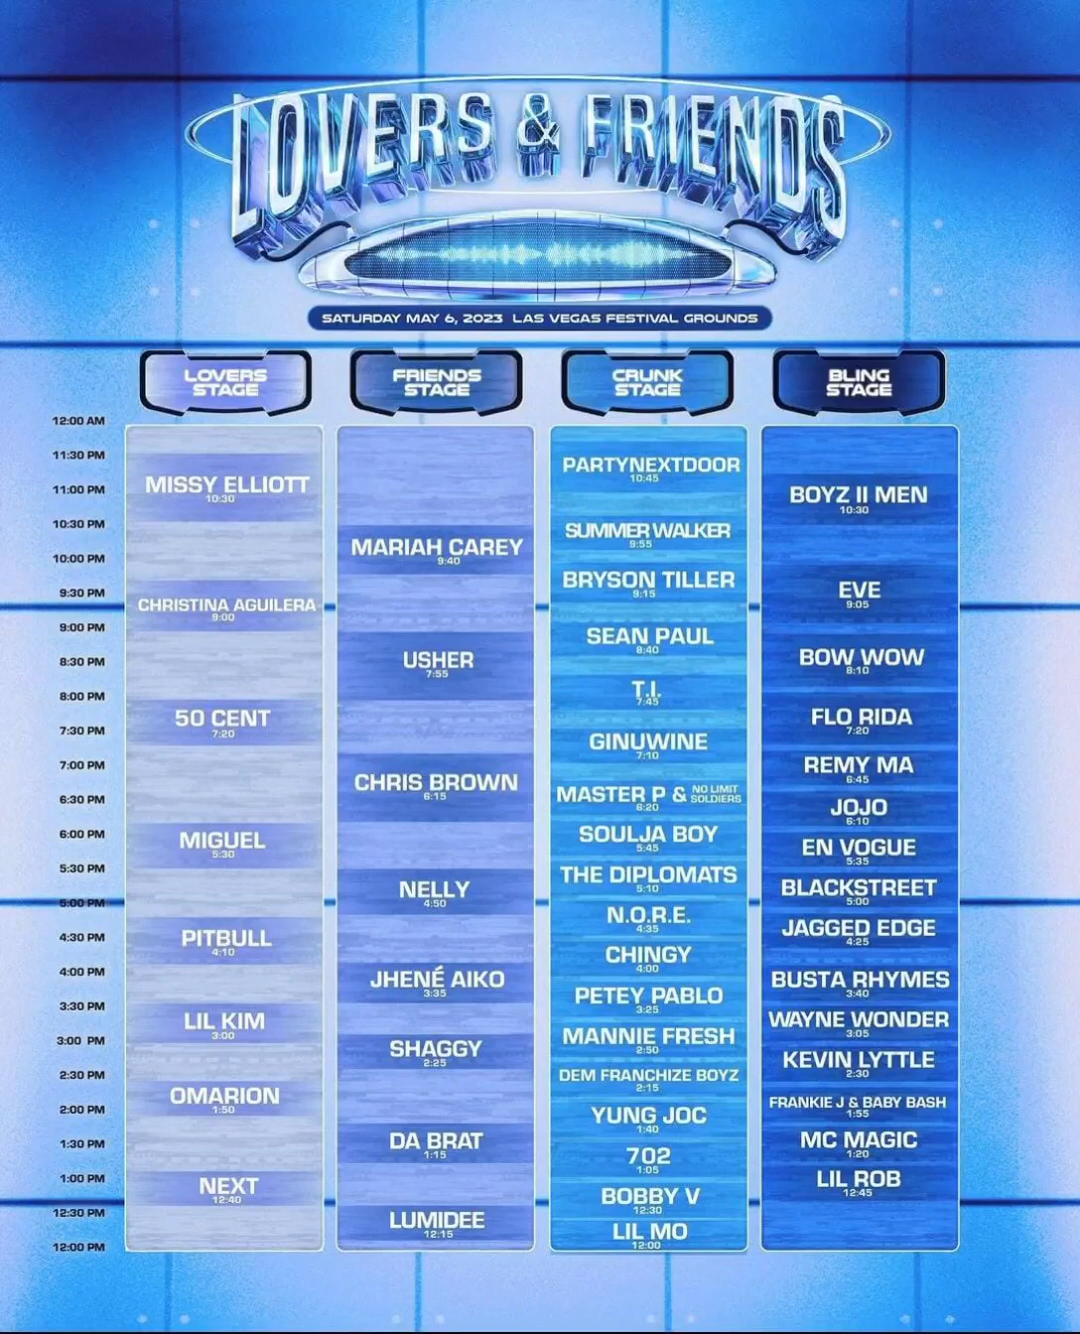 LOVERS & FRIENDS
SATURDAY MAY 6, 2023 LAS VEGAS FESTIVAL GROUNDS
LOVERS
STAGE
FRIENDS
STAGE
CRUNK
STAGE
BLING
STAGE
12:00 AM
11:30 PM
11:00 PM
10:30 PM
10:00 PM
9:30 PM
9:00 PM
8:30 PM
8:00 PM
7:30 PM
7:00 PM
6:30 PM
6:00 PM
5:30 PM
5:00 PM
4:30 PM
4:00 PM
3:30 PM
3:00 PM
2:30 PM
2:00 PM
1:30 PM
1:00 PM
12:30 PM
12:00 PM
MISSY ELLIOTT
10:30
CHRISTINA AGUILERA
9:00
50 CENT
7:20
MIGUEL
5:30
PITBULL
4:10
LIL KIM
3:00
OMARION
1:50
NEXT
12:40
MARIAH CAREY
9:40
USHER
7:55
CHRIS BROWN
6:15
NELLY
4:50
JHENÉ AIKO
3:35
SHAGGY
2:25
DA BRAT
1:15
LUMIDEE
12:15
PARTYNEXTDOOR
10:45
SUMMER WALKER
9:55
BRYSON TILLER
9:15
SEAN PAUL
8:40
T.I.
7:45
GINUWINE
7:10
MASTER P & NO LIMIT SOLDIERS
6:20
SOULJA BOY
5:45
THE DIPLOMATS
5:10
N.O.R.E.
4:35
CHINGY
4:00
PETEY PABLO
3:25
MANNIE FRESH
2:50
DEM FRANCHIZE BOYZ
2:15
YUNG JOC
1:40
702
1:05
BOBBY V
12:30
LIL MO
12:00
BOYZ II MEN
10:30
EVE
9:05
BOW WOW
8:10
FLO RIDA
7:20
REMY MA
6:45
JOJO
6:10
EN VOGUE
5:35
BLACKSTREET
5:00
JAGGED EDGE
4:25
BUSTA RHYMES
3:40
WAYNE WONDER
3:05
KEVIN LYTTLE
2:30
FRANKIE J & BABY BASH
1:55
MC MAGIC
1:20
LIL ROB
12:45